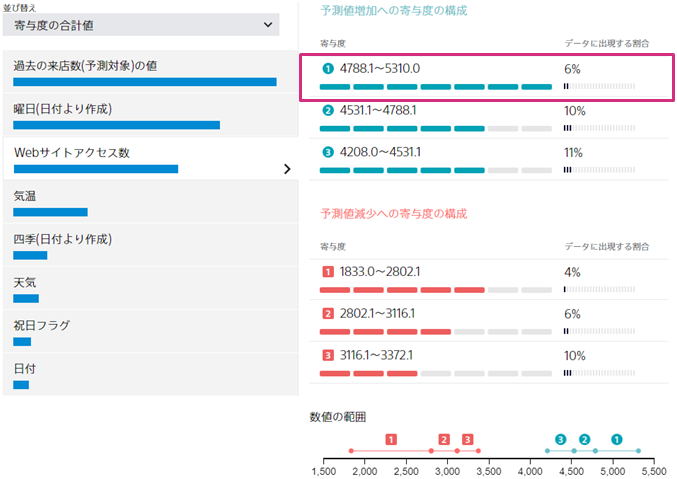 並び替え
寄与度の合計値
過去の来店数(予測対象)の値
曜日(日付より作成)
Webサイトアクセス数
気温
四季(日付より作成)
天気
祝日フラグ
日付
予測値増加への寄与度の構成
寄与度 データに出現する割合
1 4788.1～5310.0 6%
2 4531.1～4788.1 10%
3 4208.0～4531.1 11%
予測値減少への寄与度の構成
寄与度 データに出現する割合
1 1833.0～2802.1 4%
2 2802.1～3116.1 6%
3 3116.1～3372.1 10%
数値の範囲
1 2 3 3 2 1
1,500 2,000 2,500 3,000 3,500 4,000 4,500 5,000 5,500